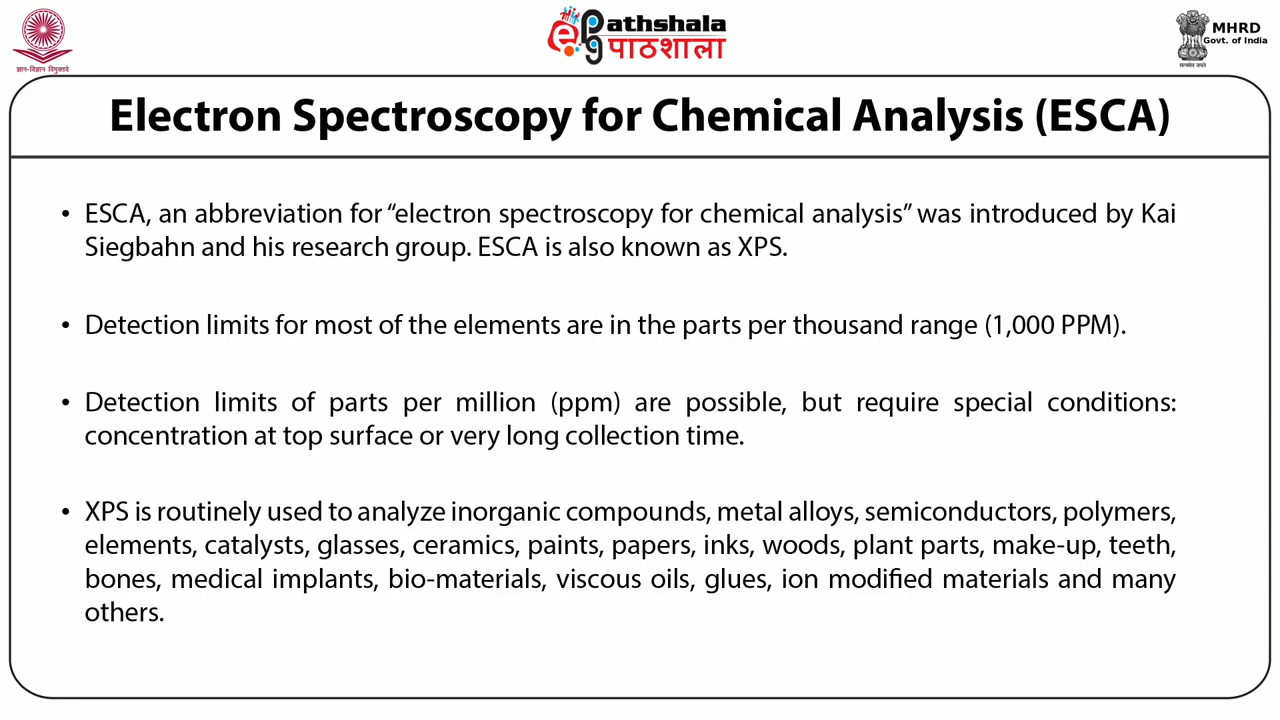 ज्ञान-विज्ञान विमुक्तये
ePathshala
पाठशाला
MHRD
Govt. of India
सत्यमेव जयते
Electron Spectroscopy for Chemical Analysis (ESCA)
• ESCA, an abbreviation for “electron spectroscopy for chemical analysis” was introduced by Kai
Siegbahn and his research group. ESCA is also known as XPS.
• Detection limits for most of the elements are in the parts per thousand range (1,000 PPM).
• Detection limits of parts per million (ppm) are possible, but require special conditions:
concentration at top surface or very long collection time.
• XPS is routinely used to analyze inorganic compounds, metal alloys, semiconductors, polymers,
elements, catalysts, glasses, ceramics, paints, papers, inks, woods, plant parts, make-up, teeth,
bones, medical implants, bio-materials, viscous oils, glues, ion modified materials and many
others.